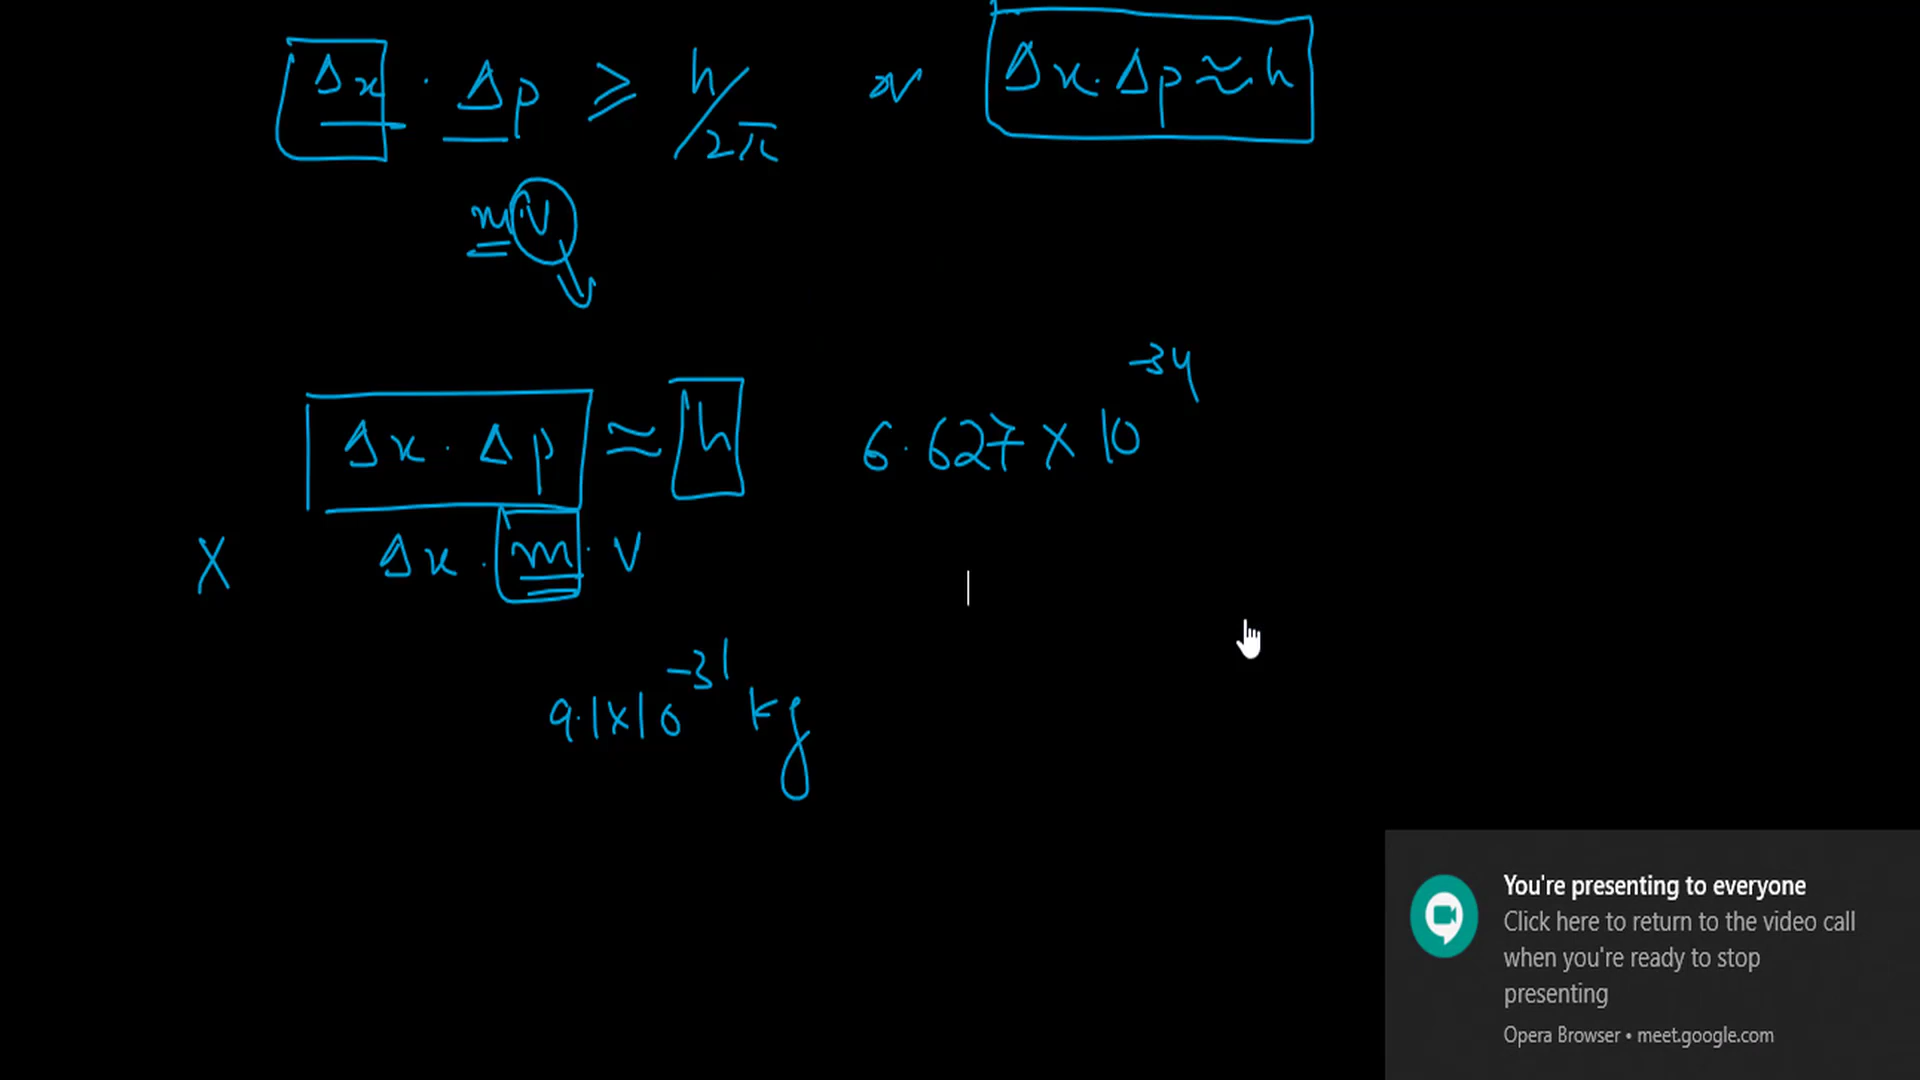 Δx · Δp ≥ h/2π or Δx · Δp ≈ h
m·v
Δx · Δp ≈ h 6.627 × 10⁻³⁴
X Δx · m · v
9.1×10⁻³¹ kg
You're presenting to everyone
Click here to return to the video call
when you're ready to stop
presenting
Opera Browser • meet.google.com